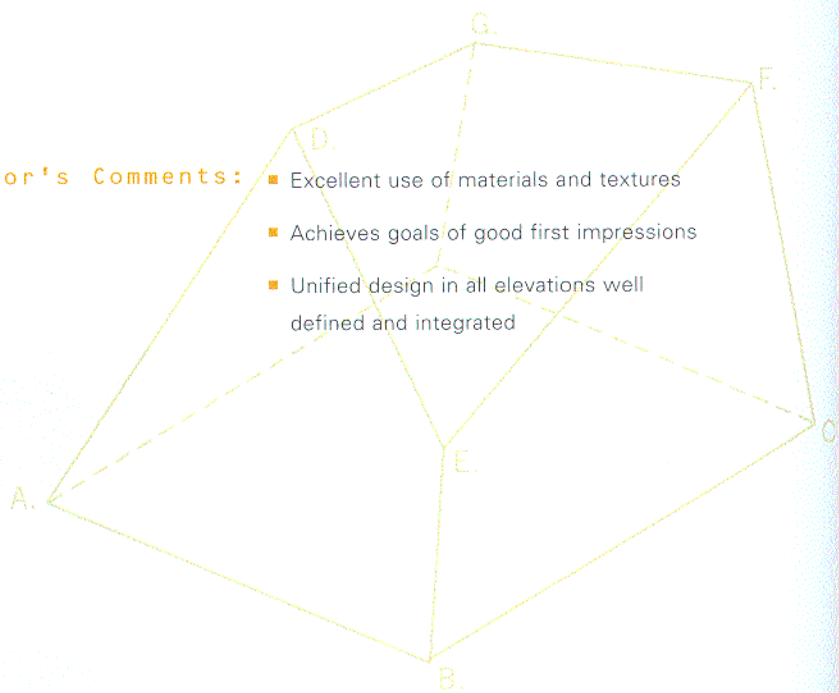 G.
F.
D.
or's Comments:
■ Excellent use of materials and textures
■ Achieves goals of good first impressions
■ Unified design in all elevations well
defined and integrated
E.
A.
B.